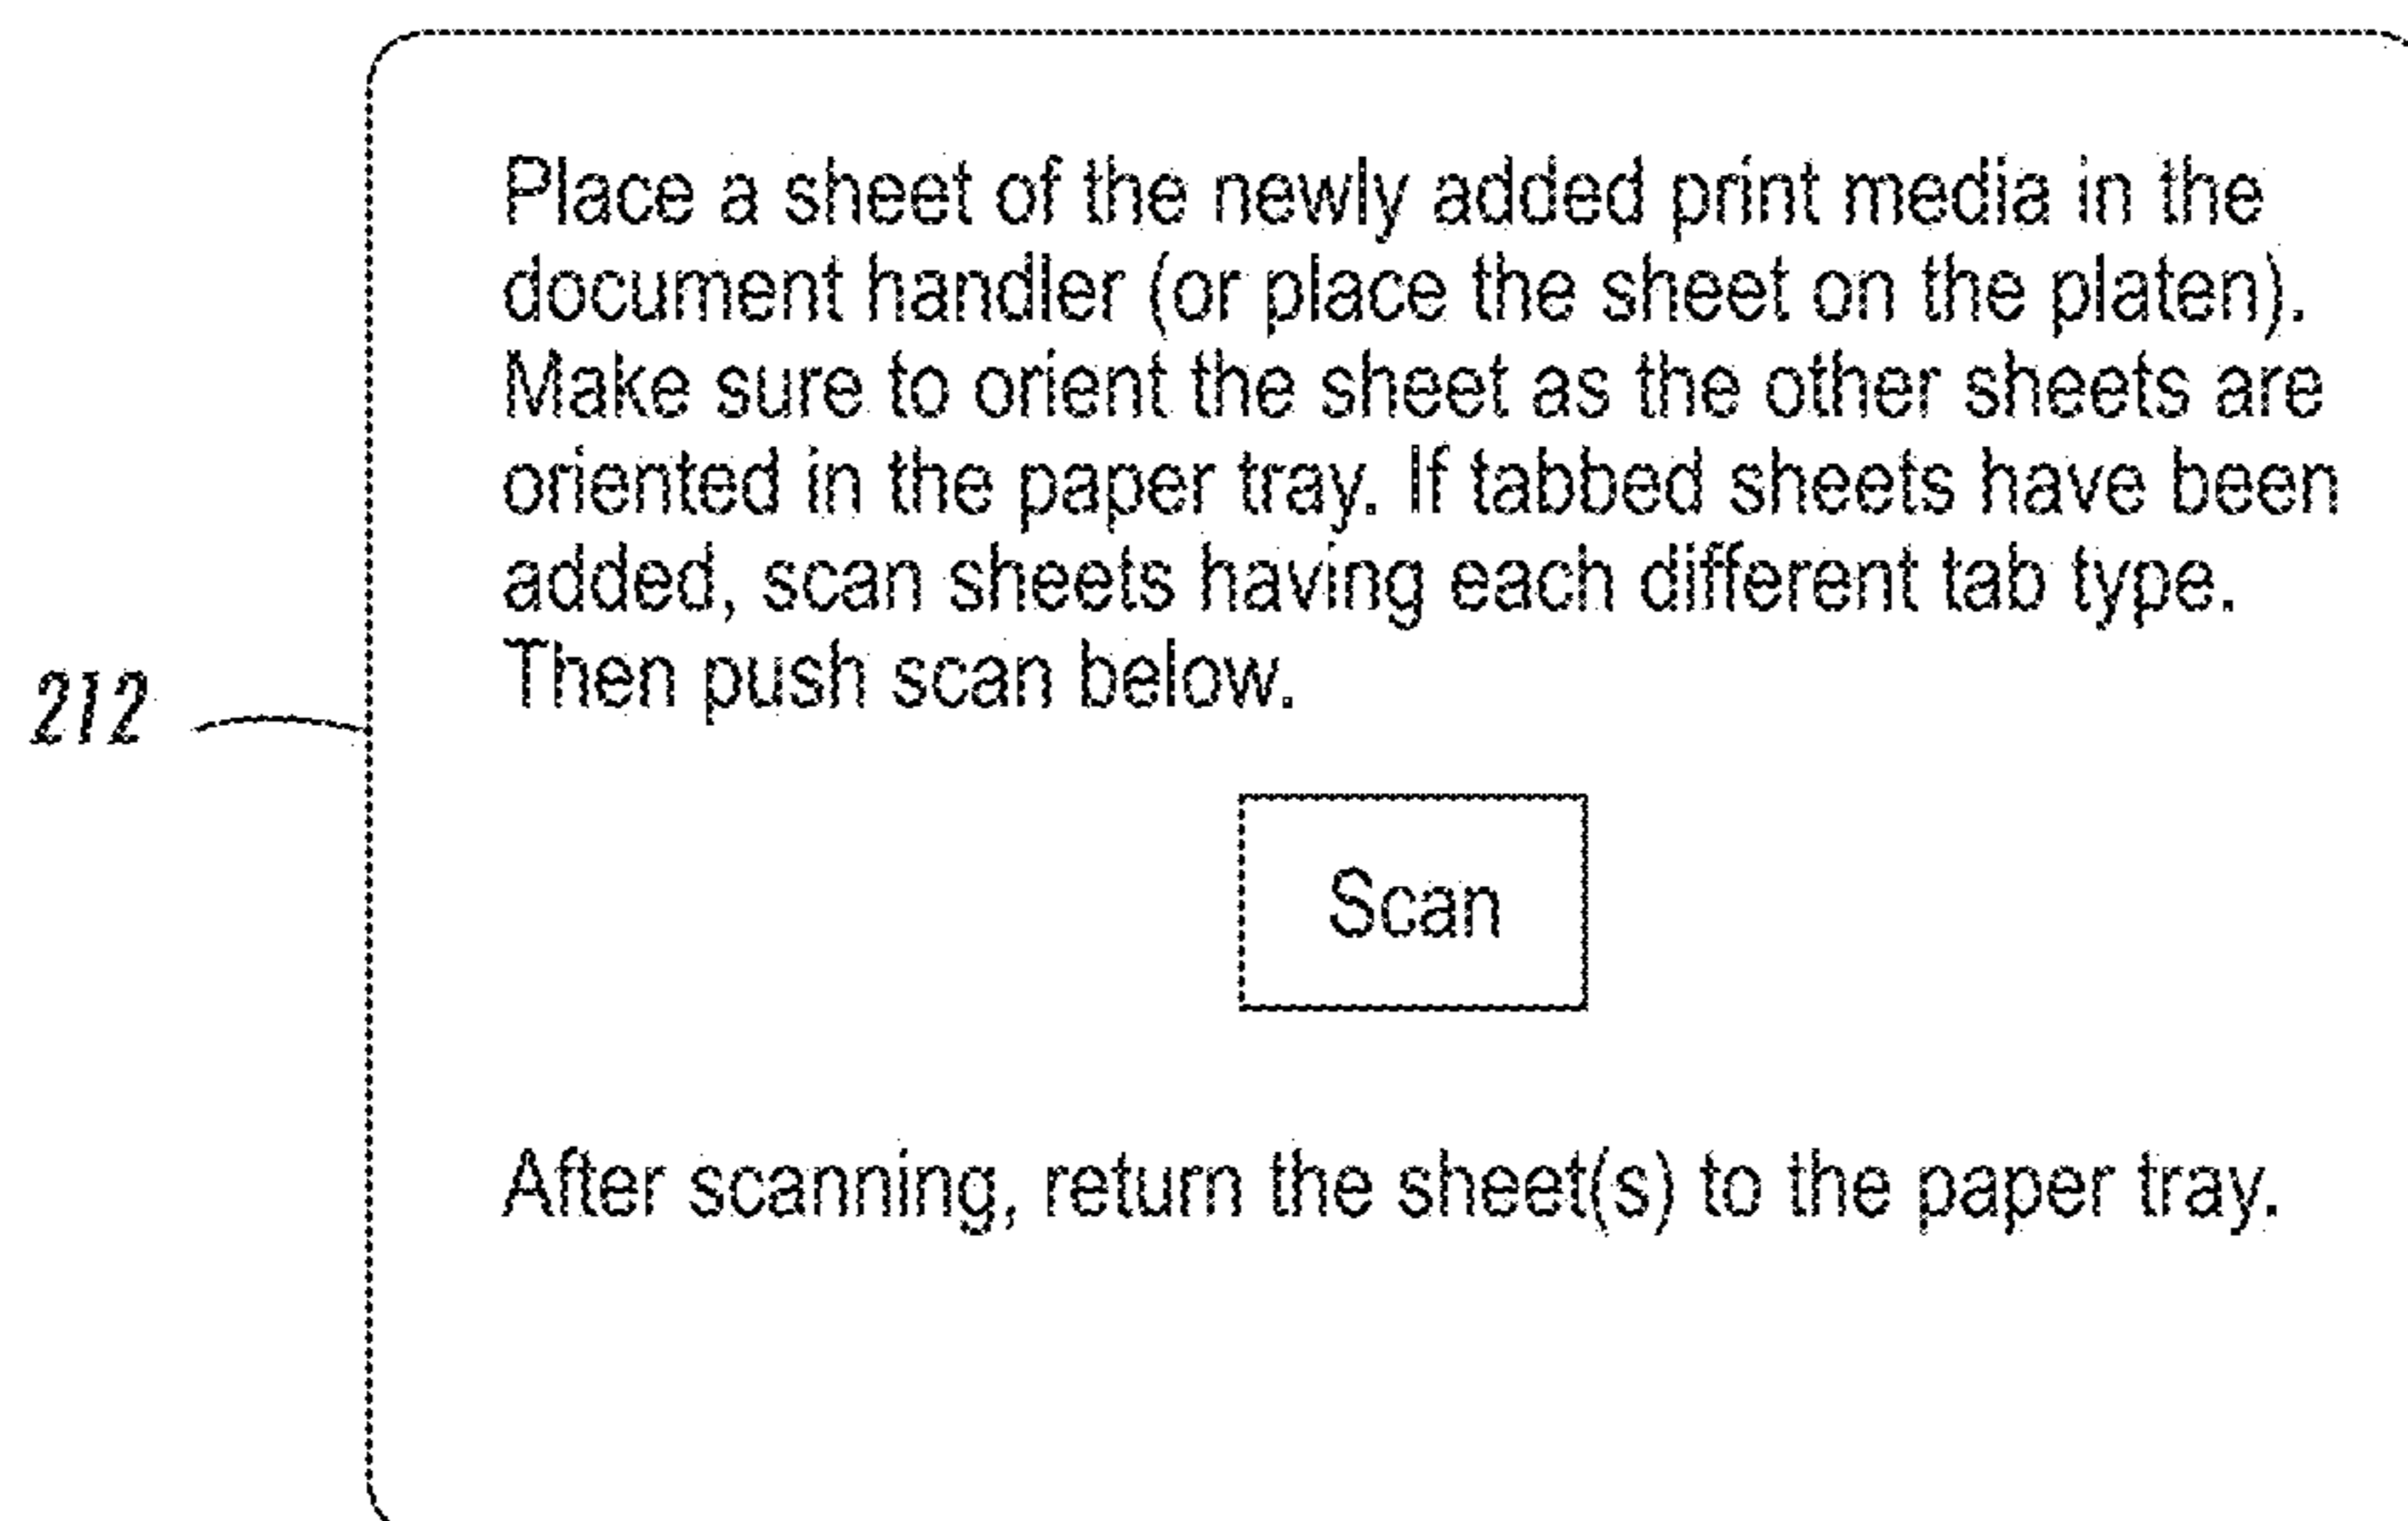 Place a sheet of the newly added print media in the
document handler (or place the sheet on the platen).
Make sure to orient the sheet as the other sheets are
oriented in the paper tray. If tabbed sheets have been
added, scan sheets having each different tab type.
Then push scan below.
212
Scan
After scanning, return the sheet(s) to the paper tray.